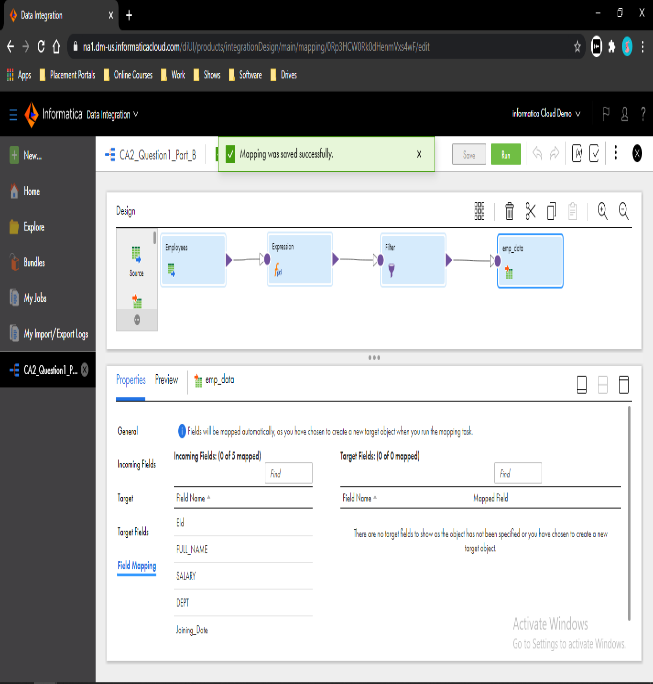 Data Integration
na1.dm-us.informaticacloud.com/diUI/products/integrationDesign/main/mapping/0Rp3HCW0Rk0dHenmVxs4wF/edit
Apps Placement Portals Online Courses Work Shows Software Drives
Informatica Data Integration
Informatica Cloud Demo
New...
Home
Explore
Bundles
My Jobs
My Import/Export Logs
CA2_Question1_P...
CA2_Question1_Part_B
Mapping was saved successfully. X
Save Run
Design
Source
Employees
Expression
Filter
emp_data
Properties Preview emp_data
General
Incoming Fields
Target
Target Fields
Field Mapping
Fields will be mapped automatically, as you have chosen to create a new target object when you run the mapping task.
Incoming Fields: (0 of 5 mapped)
Find
Field Name
Eid
FULL_NAME
SALARY
DEPT
Joining_Date
Target Fields: (0 of 0 mapped)
Find
Field Name Mapped Field
There are no target fields to show as the object has not been specified or you have chosen to create a new
target object.
Activate Windows
Go to Settings to activate Windows.